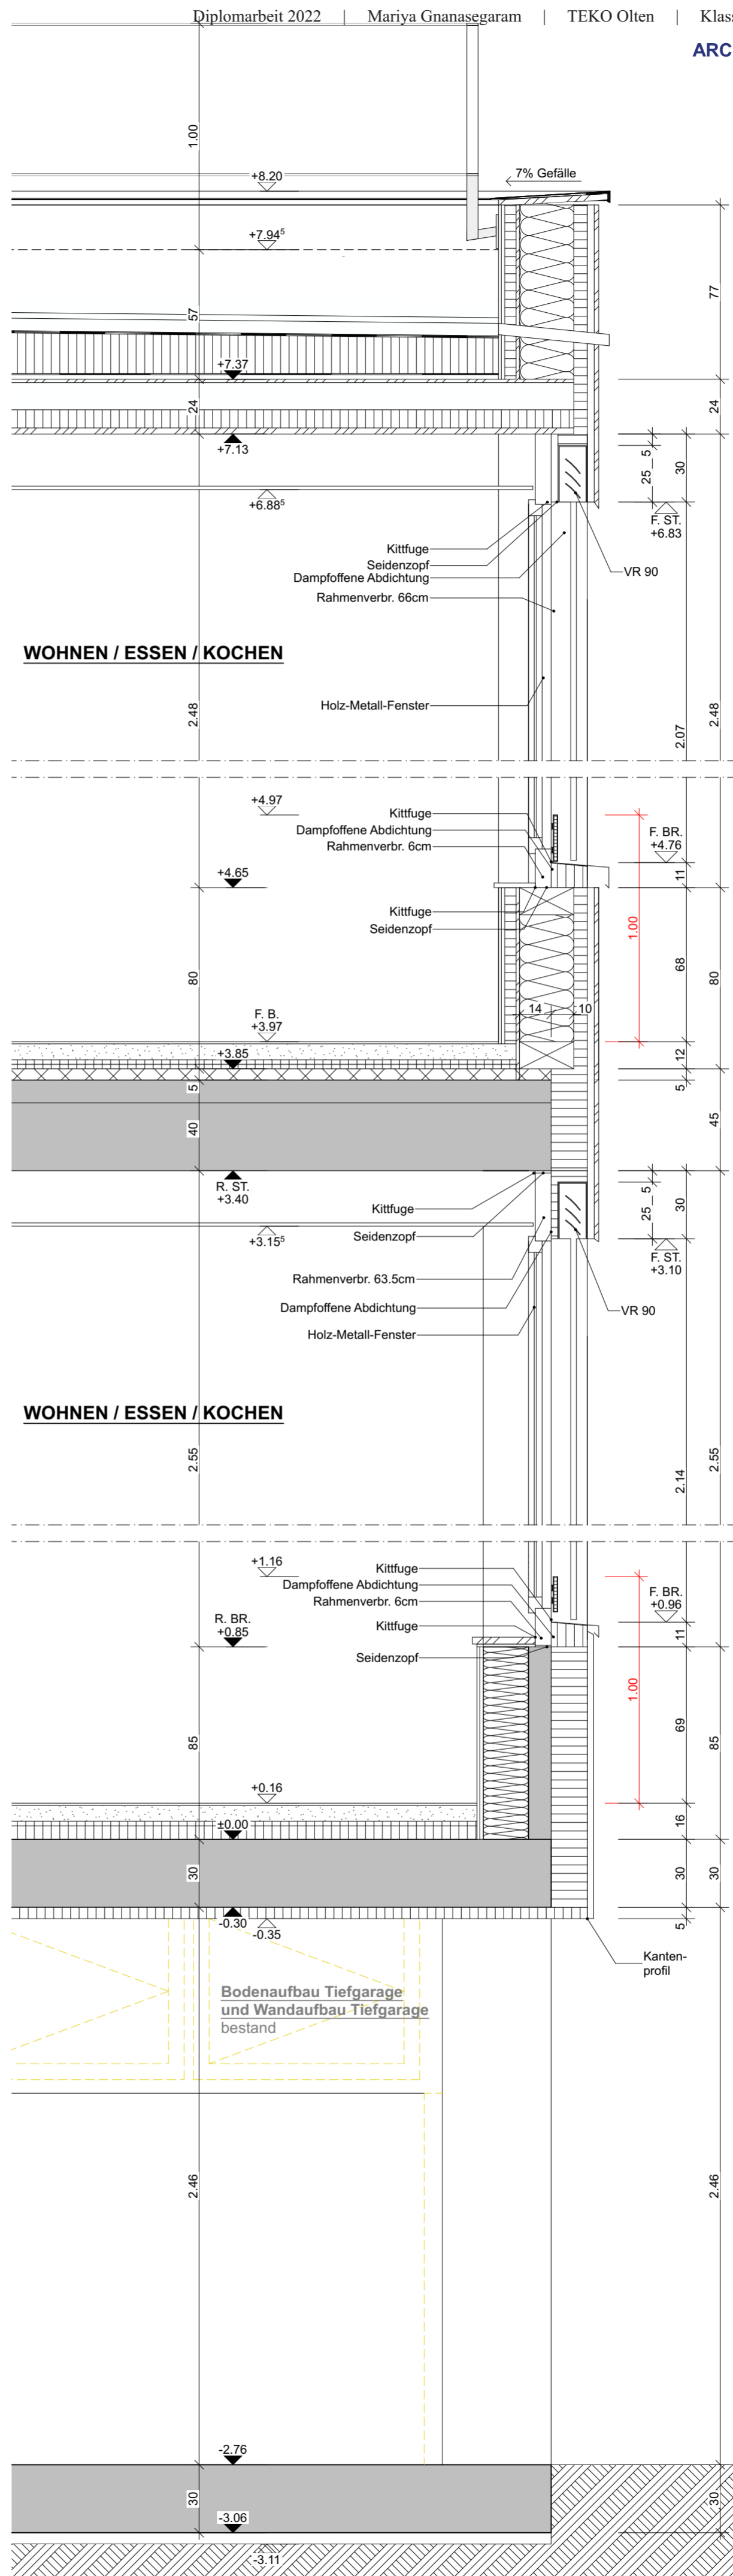 Diplomarbeit 2022 | Mariya Gnanasegaram | TEKO Olten | Klass
ARC
1.00
+8.20
7% Gefälle
+7.94⁵
57
77
+7.37
24
24
+7.13
5
25
30
+6.88⁵
F. ST.
+6.83
Kittfuge
Seidenzopf
Dampfoffene Abdichtung
VR 90
Rahmenverbr. 66cm
WOHNEN / ESSEN / KOCHEN
Holz-Metall-Fenster
2.48
2.07
2.48
+4.97
Kittfuge
Dampfoffene Abdichtung
Rahmenverbr. 6cm
F. BR.
+4.76
11
+4.65
Kittfuge
Seidenzopf
1.00
80
68
80
14
10
F. B.
+3.97
+3.85
12
5
5
40
45
R. ST.
+3.40
Kittfuge
Seidenzopf
5
25
30
+3.15⁵
F. ST.
+3.10
Rahmenverbr. 63.5cm
Dampfoffene Abdichtung
VR 90
Holz-Metall-Fenster
WOHNEN / ESSEN / KOCHEN
2.55
2.14
2.55
+1.16
Kittfuge
Dampfoffene Abdichtung
Rahmenverbr. 6cm
F. BR.
+0.96
R. BR.
+0.85
Kittfuge
11
Seidenzopf
1.00
85
69
85
+0.16
±0.00
16
30
30
30
-0.30
-0.35
5
Kanten-
profil
Bodenaufbau Tiefgarage
und Wandaufbau Tiefgarage
bestand
2.46
2.46
-2.76
30
30
-3.06
-3.11